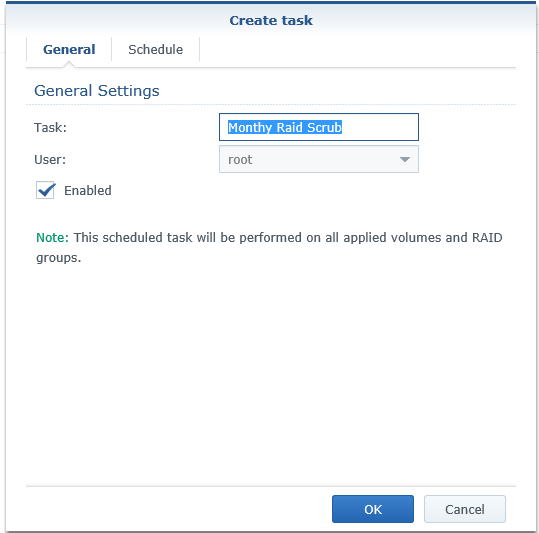 Create task
General
Schedule
General Settings
Task:
Monthy Raid Scrub
User:
root
Enabled
Note: This scheduled task will be performed on all applied volumes and RAID
groups.
OK
Cancel